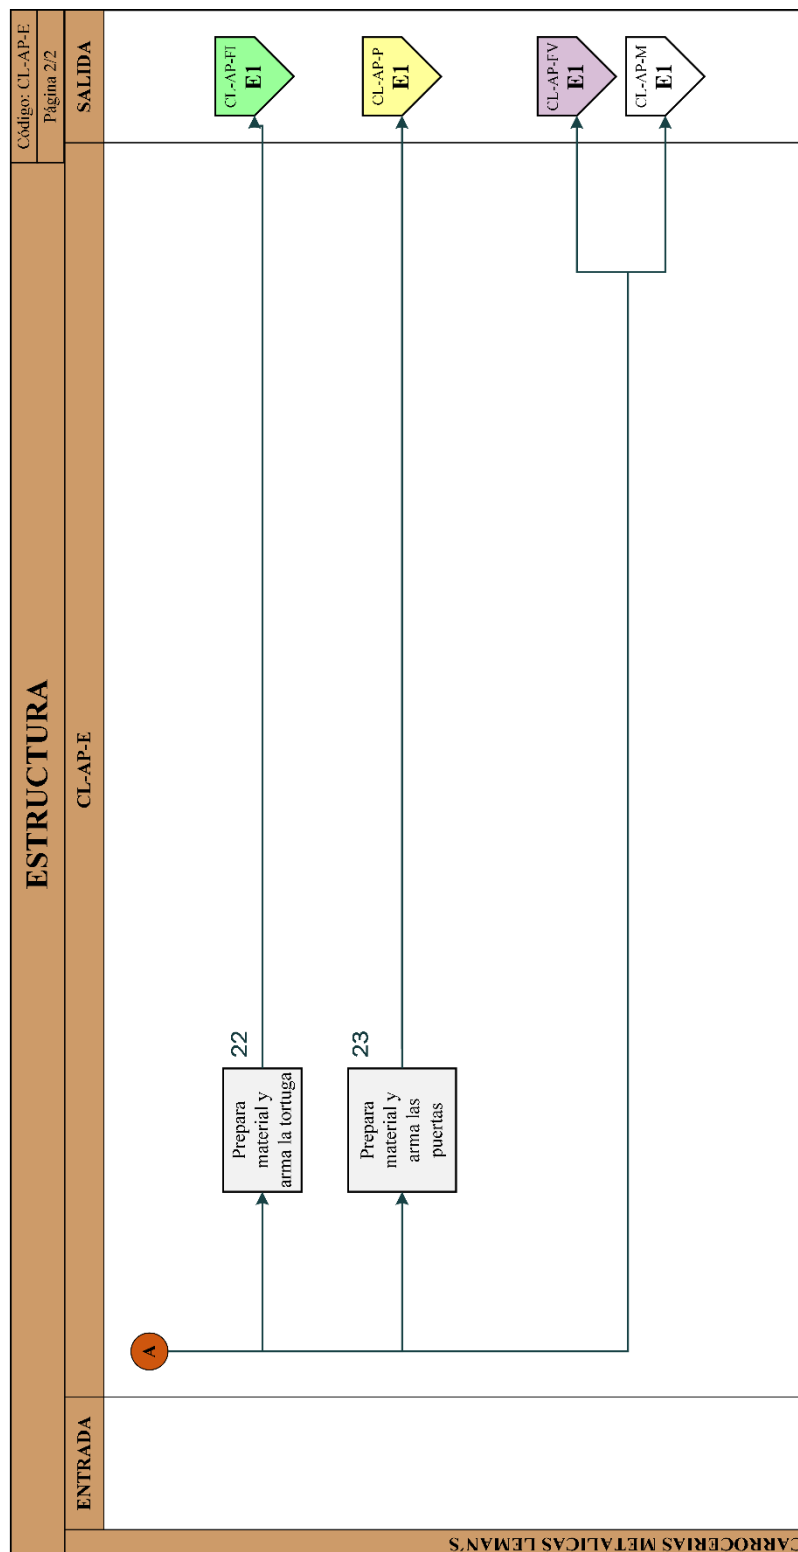 ESTRUCTURA
Código: CL-AP-E
Página 2/2
ENTRADA
CL-AP-E
SALIDA
A
Prepara
material y
arma la tortuga
22
CL-AP-FI
E1
Prepara
material y
arma las
puertas
23
CL-AP-P
E1
CL-AP-FV
E1
CL-AP-M
E1
CARROCERIAS METALICAS LEMAN'S